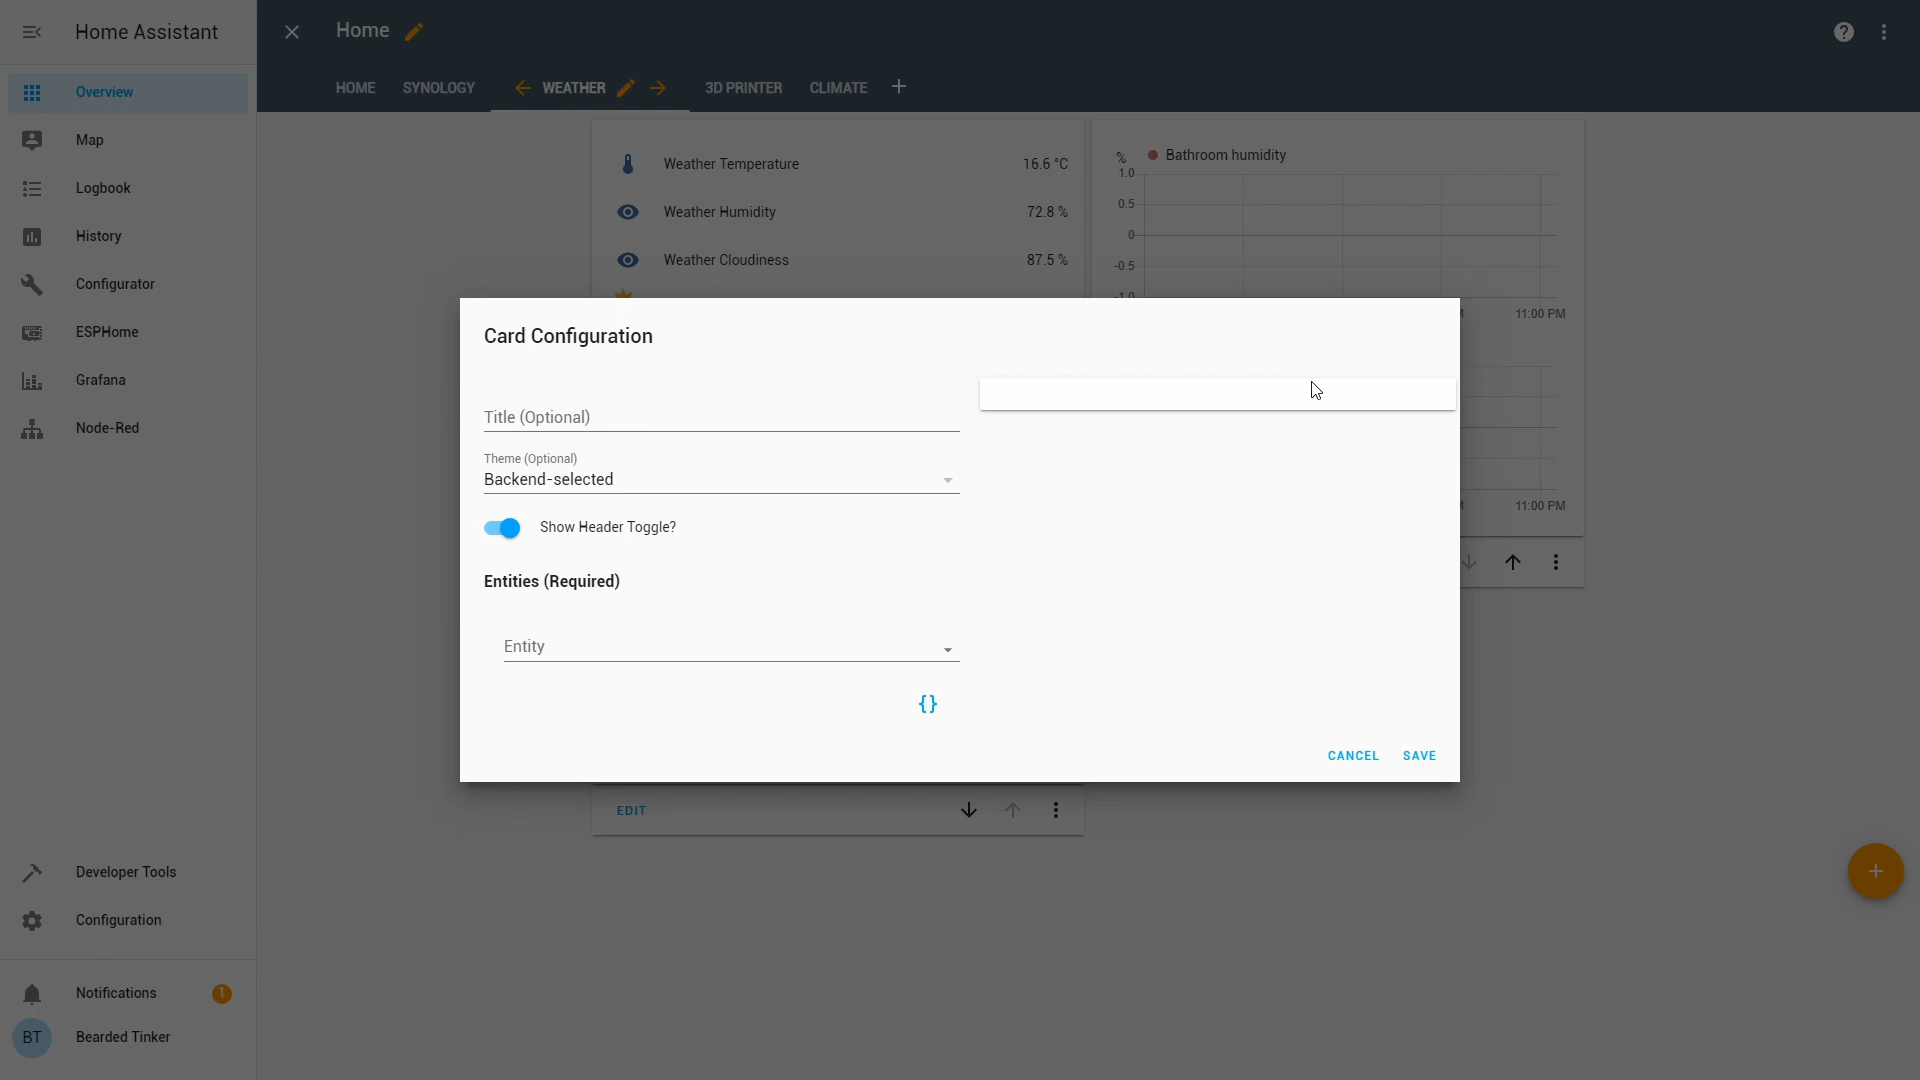 Home Assistant
Overview
Map
Logbook
History
Configurator
ESPHome
Grafana
Node-Red
Developer Tools
Configuration
Notifications 1
BT Bearded Tinker
Home
HOME SYNOLOGY WEATHER 3D PRINTER CLIMATE +
Weather Temperature 16.6 °C
Weather Humidity 72.8 %
Weather Cloudiness 87.5 %
% Bathroom humidity
1.0
0.5
0
-0.5
-1.0
11:00 PM
11:00 PM
Card Configuration
Title (Optional)
Theme (Optional)
Backend-selected
Show Header Toggle?
Entities (Required)
Entity
{}
CANCEL SAVE
EDIT